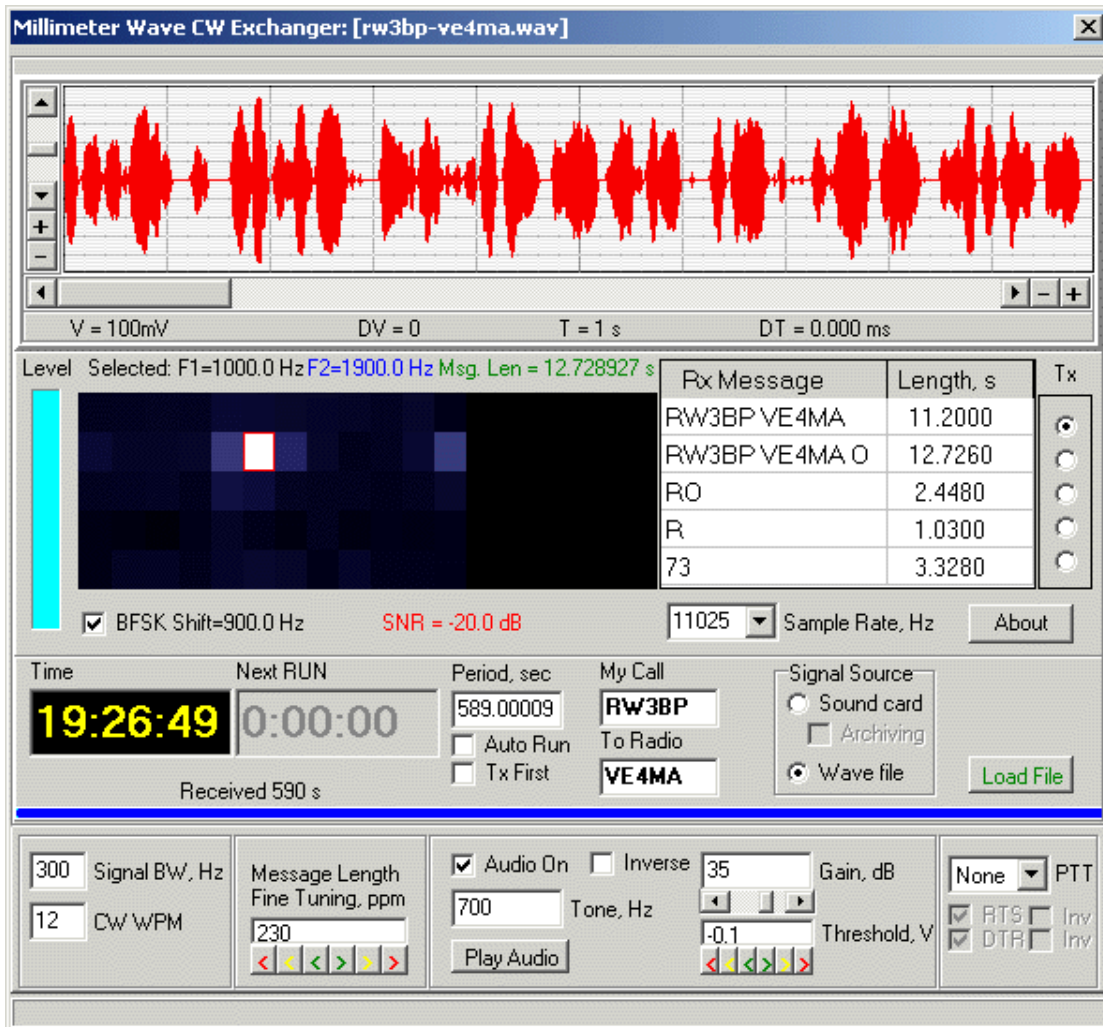 Millimeter Wave CW Exchanger: [rw3bp-ve4ma.wav]
V = 100mV DV = 0 T = 1 s DT = 0.000 ms
Level Selected: F1=1000.0 Hz F2=1900.0 Hz Msg. Len = 12.728927 s
Rx Message Length, s Tx
RW3BP VE4MA 11.2000
RW3BP VE4MA O 12.7260
RO 2.4480
R 1.0300
73 3.3280
BFSK Shift=900.0 Hz SNR = -20.0 dB 11025 Sample Rate, Hz About
Time Next RUN Period, sec My Call Signal Source
19:26:49 0:00:00 589.00009 RW3BP Sound card
Auto Run To Radio Archiving
Tx First VE4MA Wave file Load File
Received 590 s
300 Signal BW, Hz Message Length Audio On Inverse 35 Gain, dB None PTT
Fine Tuning, ppm
12 CW WPM 230 700 Tone, Hz -0.1 Threshold, V RTS Inv
DTR Inv
Play Audio